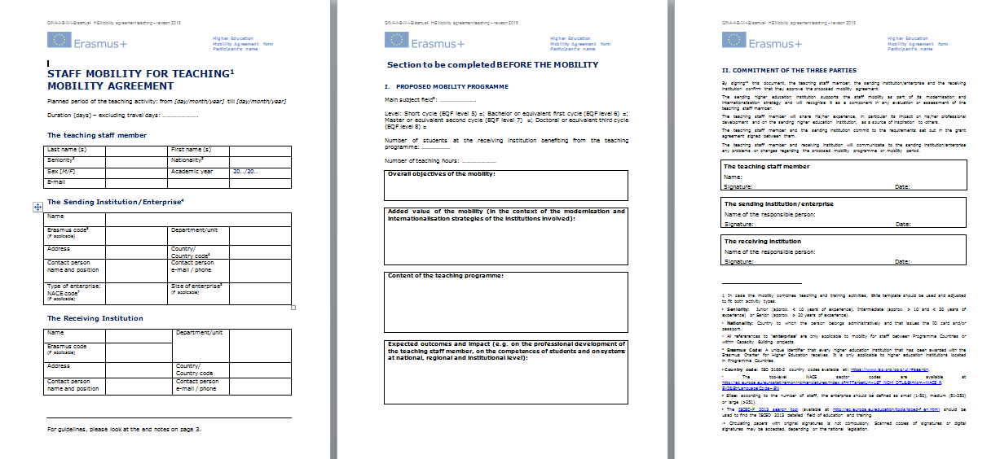 GfNA-II-B-IV-i-Erasmus+ HE Mobility agreement teaching – revision 2015
Erasmus+
Higher Education
Mobility Agreement form
Participant's name
STAFF MOBILITY FOR TEACHING1
MOBILITY AGREEMENT
Planned period of the teaching activity: from [day/month/year] till [day/month/year]
Duration (days) – excluding travel days: ………………….
The teaching staff member
Last name (s) First name (s)
Seniority2 Nationality3
Sex [M/F] Academic year 20../20..
E-mail
The Sending Institution/Enterprise4
Name
Erasmus code5 Department/unit
(if applicable)
Address Country/
Country code6
Contact person Contact person
name and position e-mail / phone
Type of enterprise: Size of enterprise8
NACE code7 (if applicable)
(if applicable)
The Receiving Institution
Name Department/unit
Erasmus code
(if applicable)
Address Country/
Country code
Contact person Contact person
name and position e-mail / phone
For guidelines, please look at the end notes on page 3.
GfNA-II-B-IV-i-Erasmus+ HE Mobility agreement teaching – revision 2015
Erasmus+
Higher Education
Mobility Agreement form
Participant's name
Section to be completed BEFORE THE MOBILITY
I. PROPOSED MOBILITY PROGRAMME
Main subject field9: ………………….
Level: Short cycle (EQF level 5) □; Bachelor or equivalent first cycle (EQF level 6) □;
Master or equivalent second cycle (EQF level 7) □; Doctoral or equivalent third cycle
(EQF level 8) □
Number of students at the receiving institution benefiting from the teaching
programme: ………………
Number of teaching hours: …………………
Overall objectives of the mobility:
Added value of the mobility (in the context of the modernisation and
internationalisation strategies of the institutions involved):
Content of the teaching programme:
Expected outcomes and impact (e.g. on the professional development of
the teaching staff member, on the competences of students and on systems
at national, regional and institutional level):
GfNA-II-B-IV-i-Erasmus+ HE Mobility agreement teaching – revision 2015
Erasmus+
Higher Education
Mobility Agreement form
Participant's name
II. COMMITMENT OF THE THREE PARTIES
By signing10 this document, the teaching staff member, the sending institution/enterprise and the receiving
institution confirm that they approve the proposed mobility agreement.
The sending higher education institution supports the staff mobility as part of its modernisation and
internationalisation strategy and will recognise it as a component in any evaluation or assessment of the
teaching staff member.
The teaching staff member will share his/her experience, in particular its impact on his/her professional
development and on the sending higher education institution, as a source of inspiration to others.
The teaching staff member and the sending institution commit to the requirements set out in the grant
agreement signed between them.
The teaching staff member and receiving institution will communicate to the sending institution/enterprise
any problems or changes regarding the proposed mobility programme or mobility period.
The teaching staff member
Name:
Signature: Date:
The sending institution/enterprise
Name of the responsible person:
Signature: Date:
The receiving institution
Name of the responsible person:
Signature: Date:
1 In case the mobility combines teaching and training activities, this template should be used and adjusted
to fit both activity types.
2 Seniority: Junior (approx. < 10 years of experience), Intermediate (approx. > 10 and < 20 years of
experience) or Senior (approx. > 20 years of experience).
3 Nationality: Country to which the person belongs administratively and that issues the ID card and/or
passport.
4 All references to "enterprise" are only applicable to mobility for staff between Programme Countries or
within Capacity Building projects.
5 Erasmus Code: A unique identifier that every higher education institution that has been awarded with the
Erasmus Charter for Higher Education receives. It is only applicable to higher education institutions located
in Programme Countries.
6 Country code: ISO 3166-2 country codes available at: https://www.iso.org/obp/ui/#search.
7 The top-level NACE sector codes are available at
http://ec.europa.eu/eurostat/ramon/nomenclatures/index.cfm?TargetUrl=LST_NOM_DTL&StrNom=NACE_R
EV2&StrLanguageCode=EN
8 Size: according to the number of staff, the enterprise should be defined as small (1-50), medium (51-250)
or large (>251).
9 The ISCED-F 2013 search tool (available at http://ec.europa.eu/education/tools/isced-f_en.htm) should be
used to find the ISCED 2013 detailed field of education and training.
10 Circulating papers with original signatures is not compulsory. Scanned copies of signatures or digital
signatures may be accepted, depending on the national legislation.